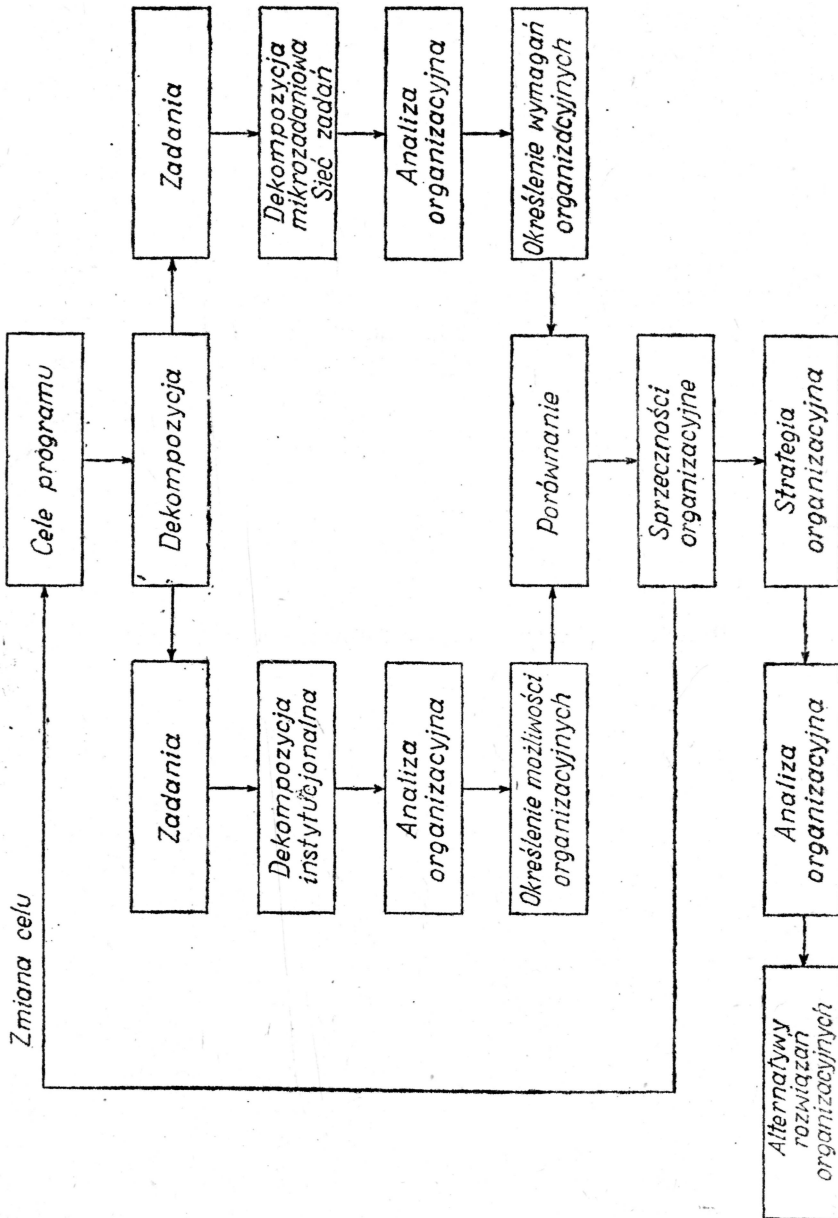 Zmiana celu
Cele programu
Zadania
Dekompozycja
Zadania
Dekompozycja
instytucjonalna
Dekompozycja
mikrozadaniowa
Sieć zadań
Analiza
organizacyjna
Analiza
organizacyjna
Określenie możliwości
organizacyjnych
Porównanie
Określenie wymagań
organizacyjnych
Sprzeczności
organizacyjne
Alternatywy
rozwiązań
organizacyjnych
Analiza
organizacyjna
Strategia
organizacyjna